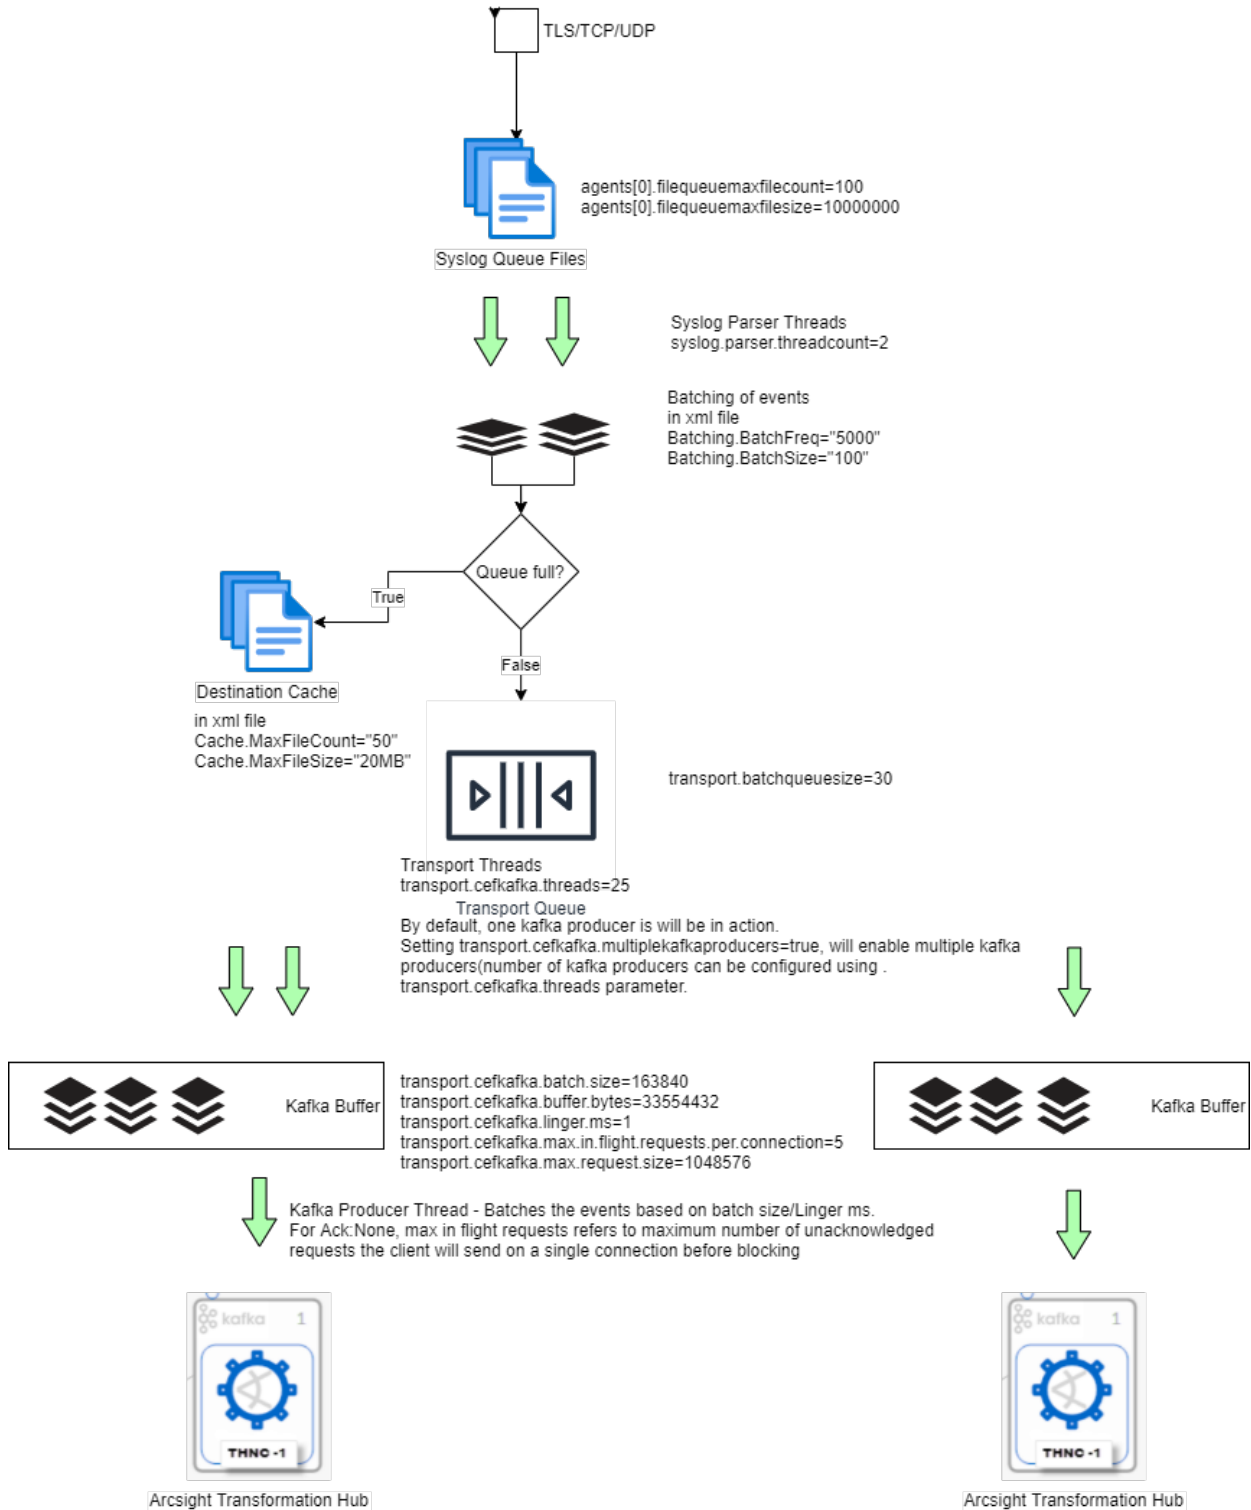 TLS/TCP/UDP
agents[0].filequeuemaxfilecount=100
agents[0].filequeuemaxfilesize=10000000
Syslog Queue Files
Syslog Parser Threads
syslog.parser.threadcount=2
Batching of events
in xml file
Batching.BatchFreq="5000"
Batching.BatchSize="100"
Queue full?
True
False
Destination Cache
in xml file
Cache.MaxFileCount="50"
Cache.MaxFileSize="20MB"
transport.batchqueuesize=30
Transport Threads
transport.cefkafka.threads=25
Transport Queue
By default, one kafka producer is will be in action.
Setting transport.cefkafka.multiplekafkaproducers=true, will enable multiple kafka
producers(number of kafka producers can be configured using .
transport.cefkafka.threads parameter.
Kafka Buffer
transport.cefkafka.batch.size=163840
transport.cefkafka.buffer.bytes=33554432
transport.cefkafka.linger.ms=1
transport.cefkafka.max.in.flight.requests.per.connection=5
transport.cefkafka.max.request.size=1048576
Kafka Buffer
Kafka Producer Thread - Batches the events based on batch size/Linger ms.
For Ack:None, max in flight requests refers to maximum number of unacknowledged
requests the client will send on a single connection before blocking
kafka 1
THNC -1
Arcsight Transformation Hub
kafka 1
THNC -1
Arcsight Transformation Hub